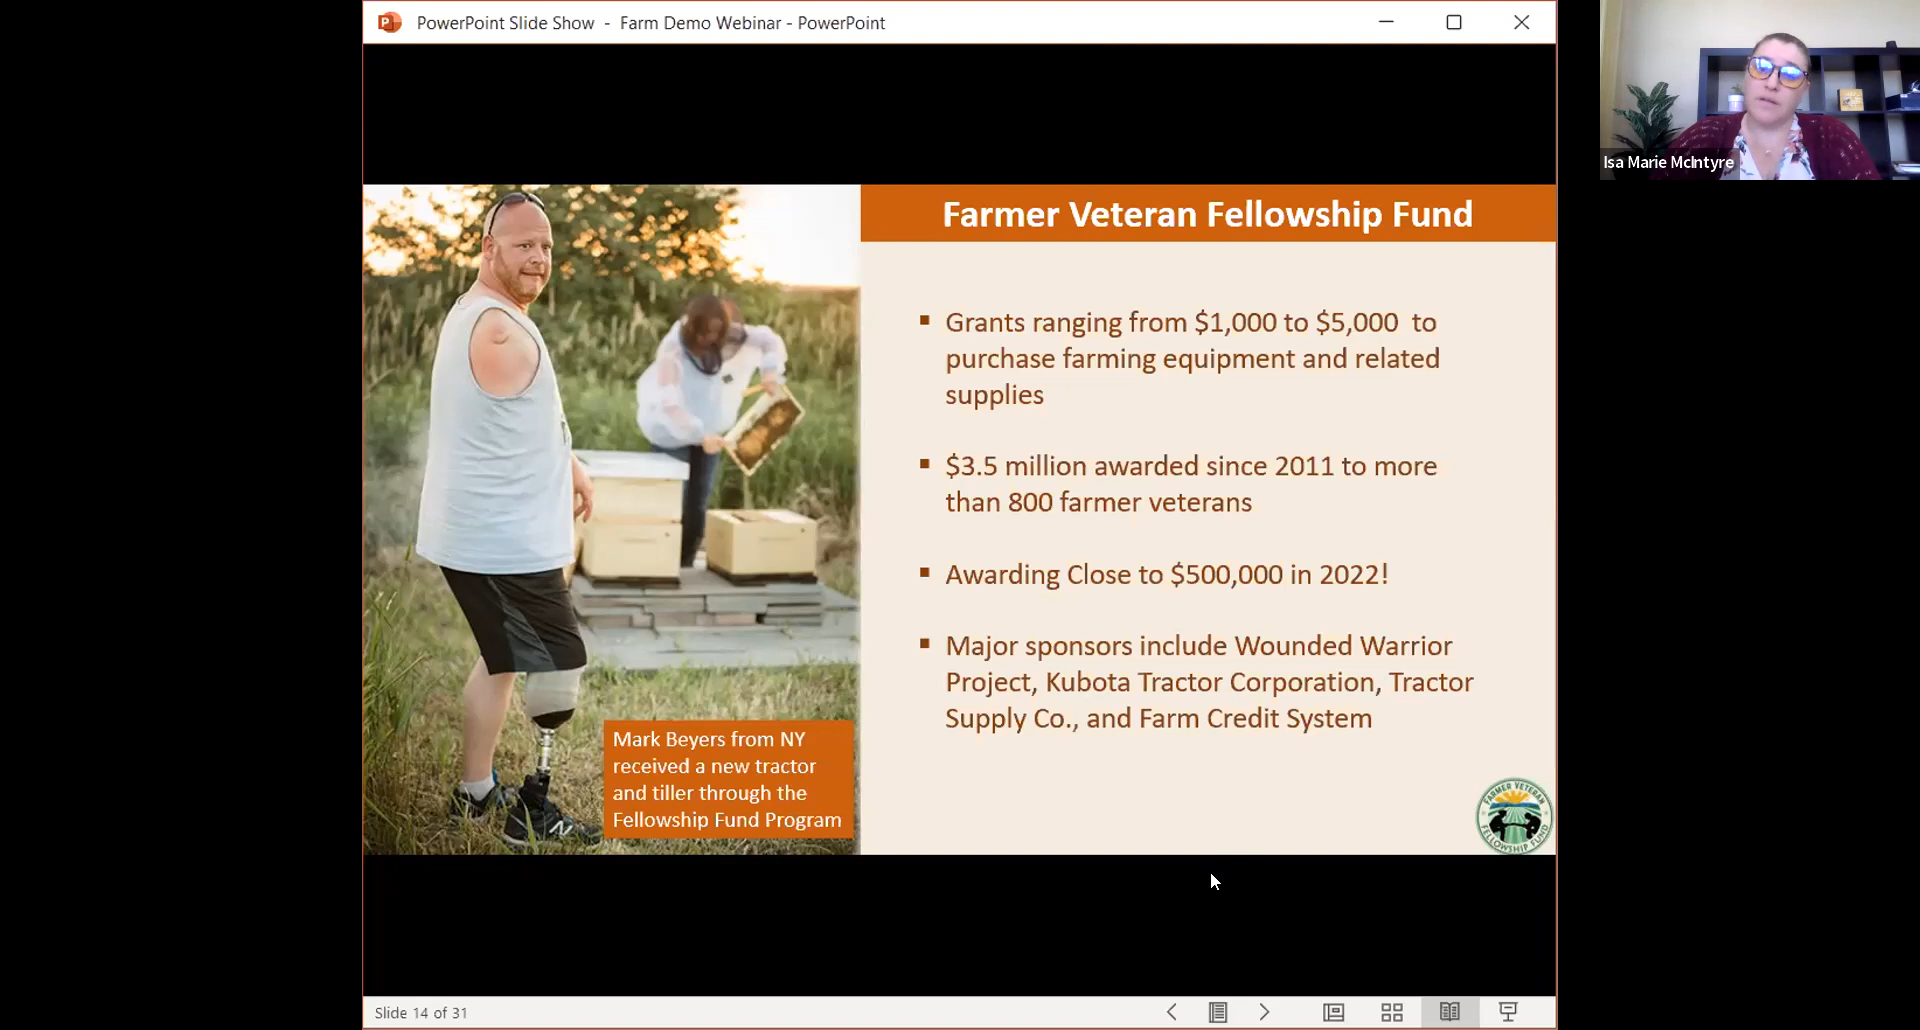 PowerPoint Slide Show - Farm Demo Webinar - PowerPoint
Isa Marie McIntyre
Farmer Veteran Fellowship Fund
▪ Grants ranging from $1,000 to $5,000 to
purchase farming equipment and related
supplies
▪ $3.5 million awarded since 2011 to more
than 800 farmer veterans
▪ Awarding Close to $500,000 in 2022!
▪ Major sponsors include Wounded Warrior
Project, Kubota Tractor Corporation, Tractor
Supply Co., and Farm Credit System
Mark Beyers from NY
received a new tractor
and tiller through the
Fellowship Fund Program
FARMER VETERAN
FELLOWSHIP FUND
Slide 14 of 31